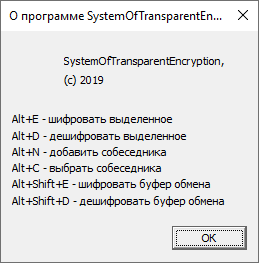 О программе SystemOfTransparentEn...
SystemOfTransparentEncryption,
(c) 2019
Alt+E - шифровать выделенное
Alt+D - дешифровать выделенное
Alt+N - добавить собеседника
Alt+C - выбрать собеседника
Alt+Shift+E - шифровать буфер обмена
Alt+Shift+D - дешифровать буфер обмена
OK